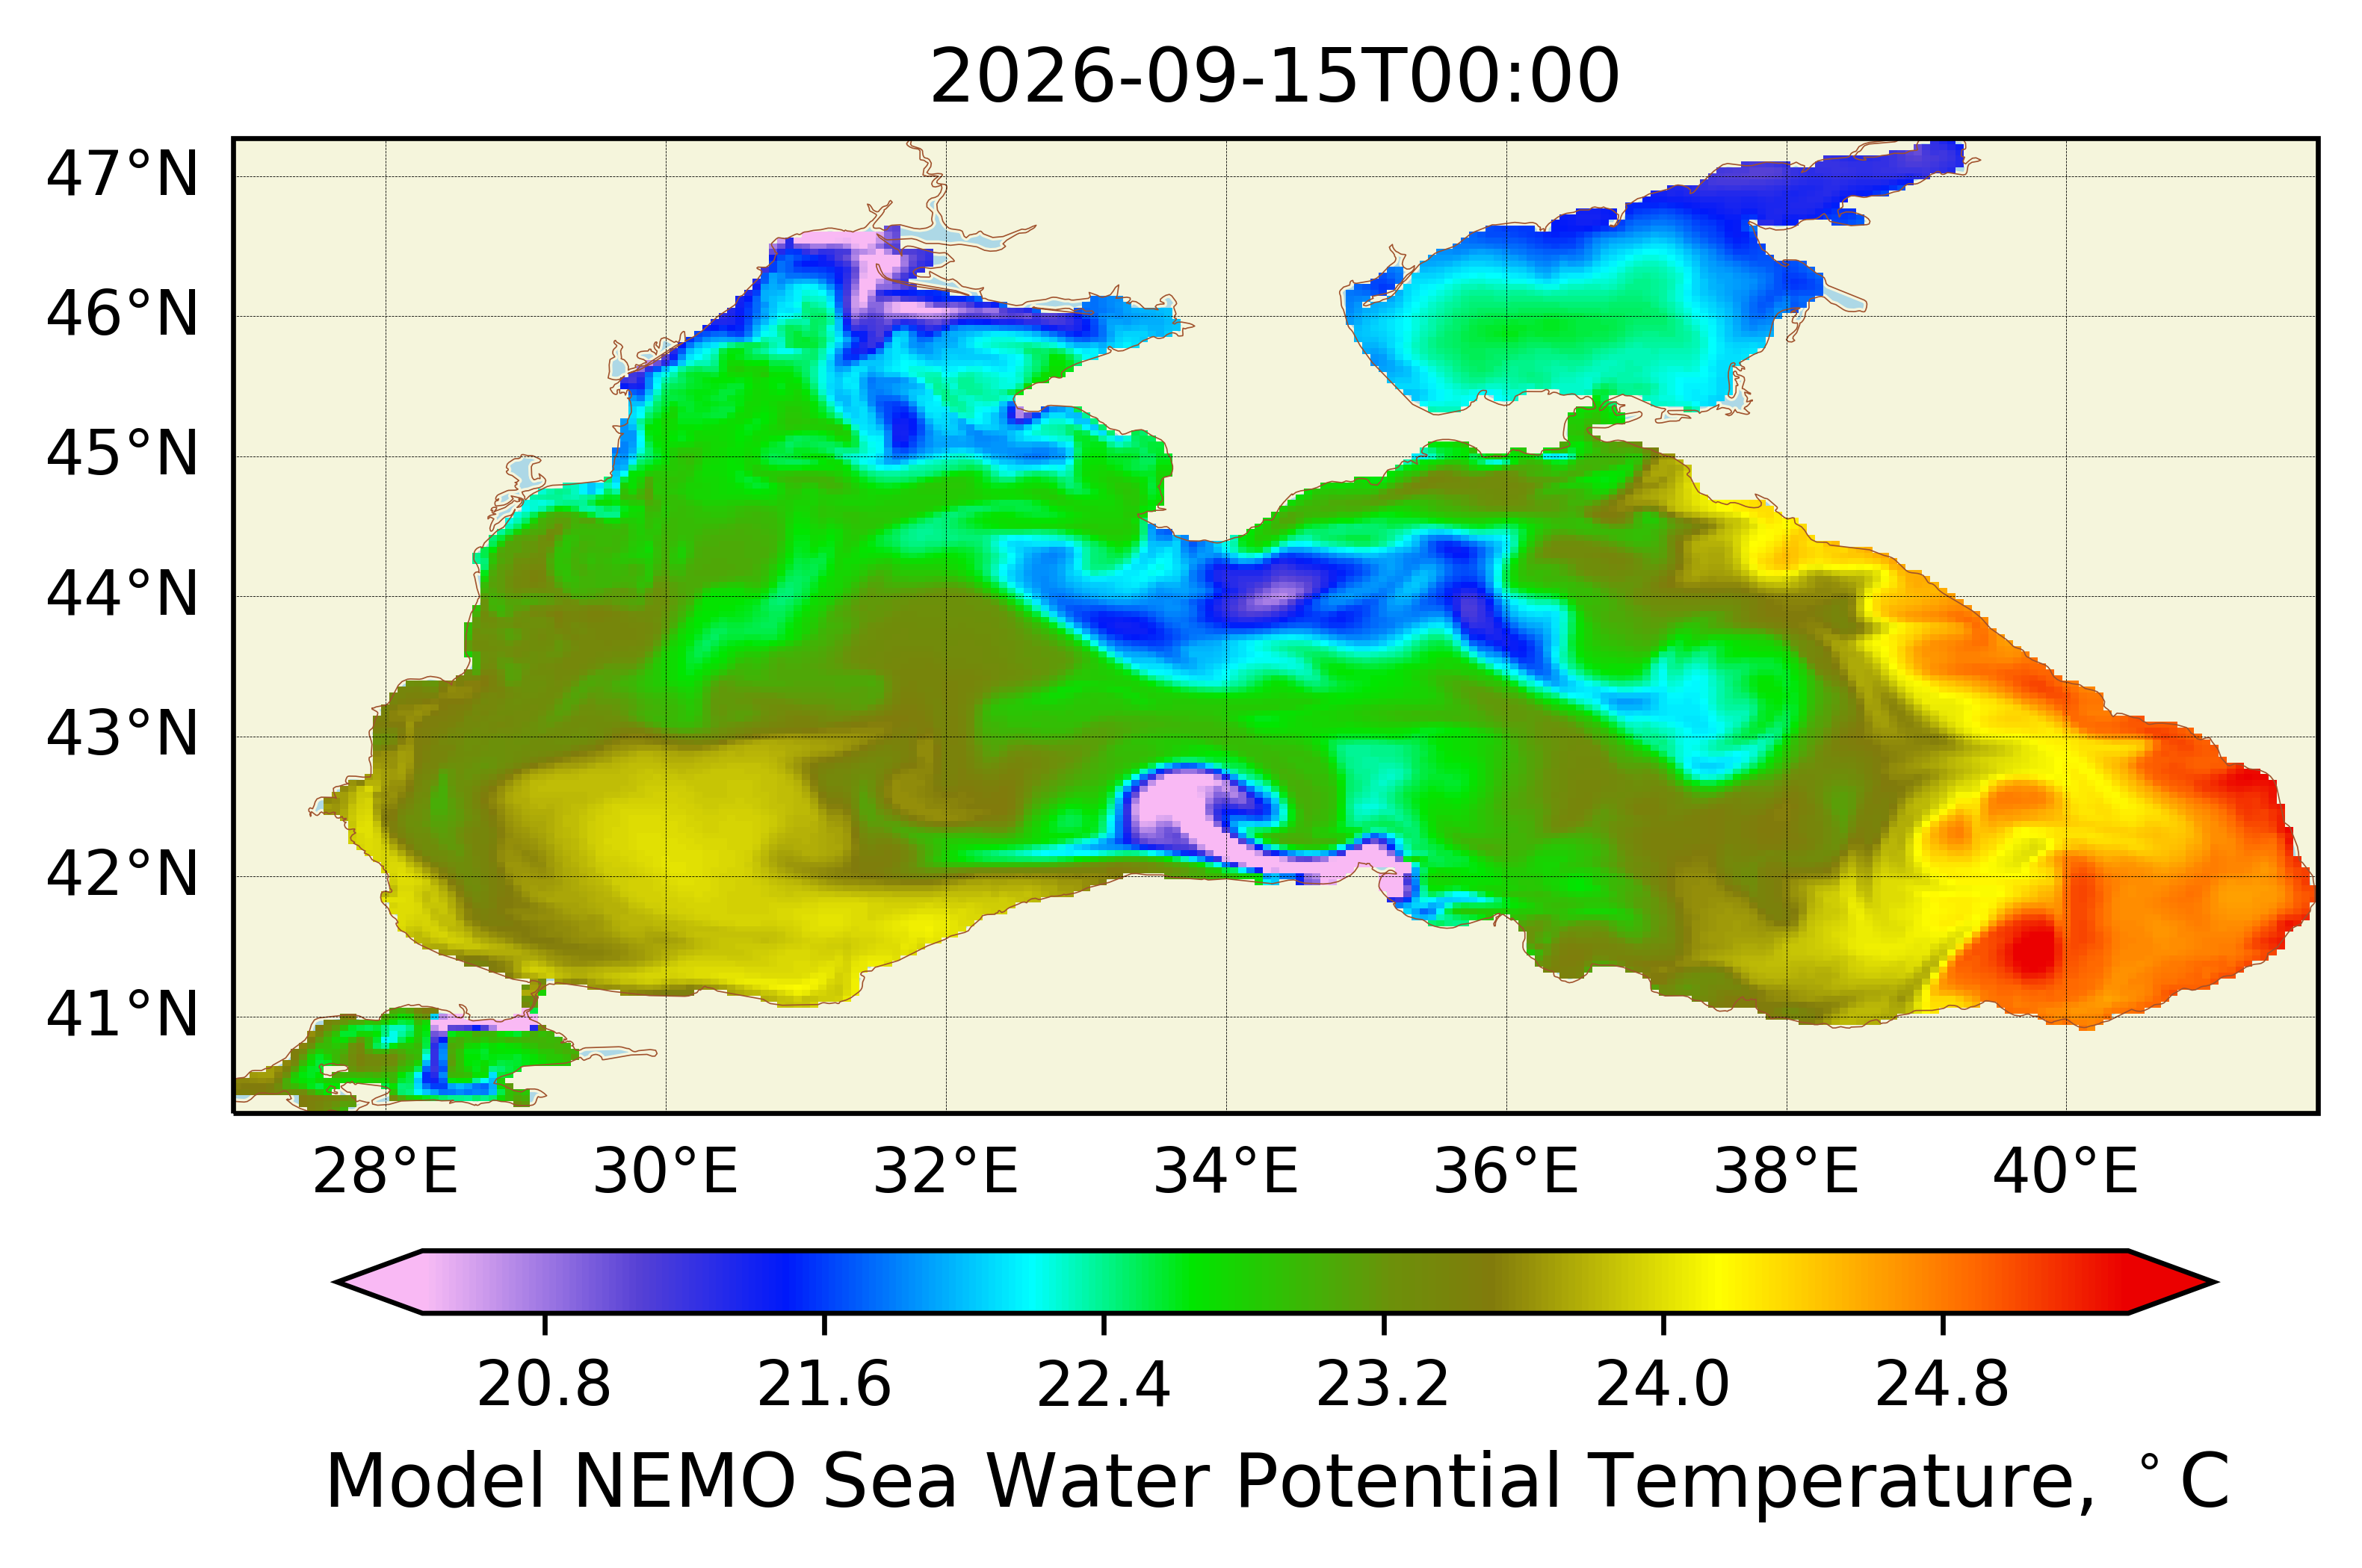 2026-09-15T00:00
47°N
46°N
45°N
44°N
43°N
42°N
41°N
28°E 30°E 32°E 34°E 36°E 38°E 40°E
20.8 21.6 22.4 23.2 24.0 24.8
Model NEMO Sea Water Potential Temperature, °C